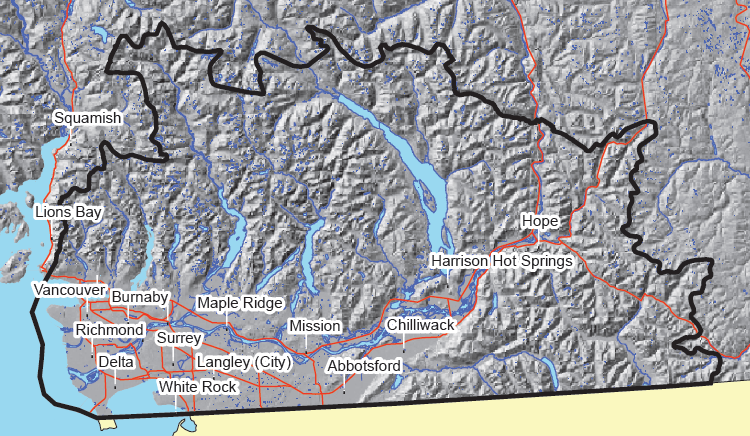 Squamish
Lions Bay
Hope
Harrison Hot Springs
Vancouver
Burnaby
Maple Ridge
Richmond
Surrey
Mission
Chilliwack
Delta
Langley (City)
Abbotsford
White Rock